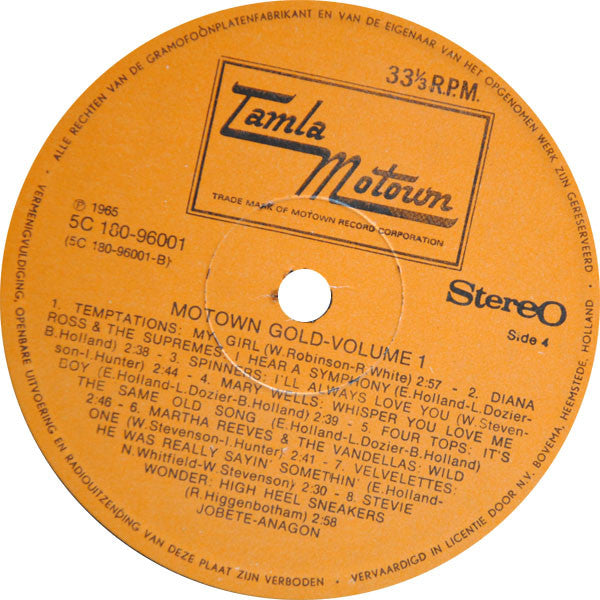 • ALLE RECHTEN VAN DE GRAMOFOONPLATENFABRIKANT EN VAN DE EIGENAAR VAN HET OPGENOMEN WERK ZIJN GERESERVEERD •
33⅓ R.P.M.
Tamla
Motown
TRADE MARK OF MOTOWN RECORD CORPORATION
℗ 1965
5C 180-96001
(5C 180-96001-B)
Stereo
Side 4
MOTOWN GOLD-VOLUME 1
1. TEMPTATIONS: MY GIRL (W. Robinson-R. White) 2:57 - 2. DIANA
ROSS & THE SUPREMES: I HEAR A SYMPHONY (E. Holland-L. Dozier-
B. Holland) 2:38 - 3. SPINNERS: I'LL ALWAYS LOVE YOU (W. Steven-
son-I. Hunter) 2:44 - 4. MARY WELLS: WHISPER YOU LOVE ME
BOY (E. Holland-L. Dozier-B. Holland) 2:39 - 5. FOUR TOPS: IT'S
THE SAME OLD SONG (E. Holland-L. Dozier-B. Holland)
2:46 - 6. MARTHA REEVES & THE VANDELLAS: WILD
ONE (W. Stevenson-I. Hunter) 2:41 - 7. VELVELETTES:
HE WAS REALLY SAYIN' SOMETHIN' (E. Holland-
N. Whitfield-W. Stevenson) 2:30 - 8. STEVIE
WONDER: HIGH HEEL SNEAKERS
(R. Higgenbotham) 2:58
JOBETE-ANAGON
VERMENIGVULDIGING, OPENBARE UITVOERING EN RADIOUITZENDING VAN DEZE PLAAT ZIJN VERBODEN • VERVAARDIGD IN LICENTIE DOOR N.V. BOVEMA, HEEMSTEDE, HOLLAND